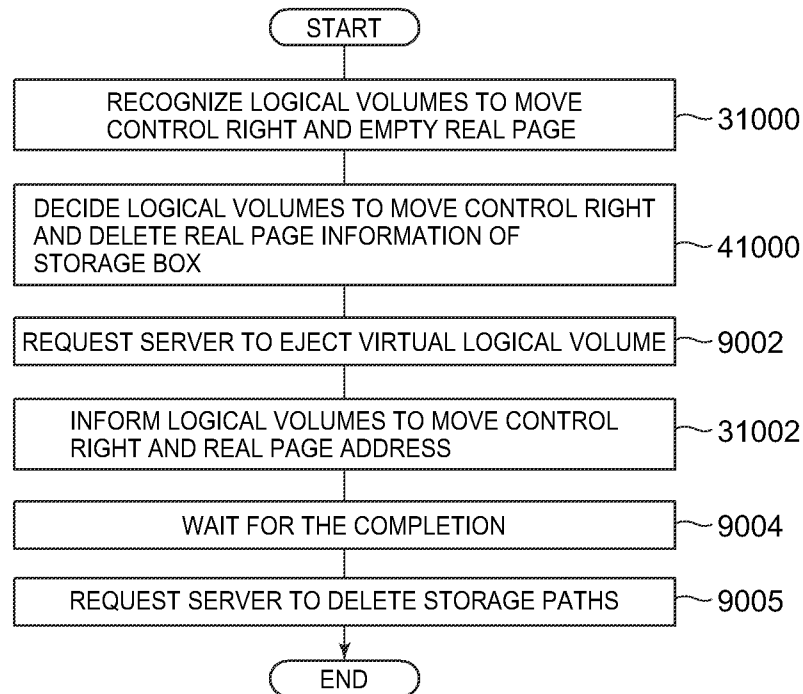 START
RECOGNIZE LOGICAL VOLUMES TO MOVE
CONTROL RIGHT AND EMPTY REAL PAGE
31000
DECIDE LOGICAL VOLUMES TO MOVE CONTROL RIGHT
AND DELETE REAL PAGE INFORMATION OF
STORAGE BOX
41000
REQUEST SERVER TO EJECT VIRTUAL LOGICAL VOLUME
9002
INFORM LOGICAL VOLUMES TO MOVE CONTROL
RIGHT AND REAL PAGE ADDRESS
31002
WAIT FOR THE COMPLETION
9004
REQUEST SERVER TO DELETE STORAGE PATHS
9005
END